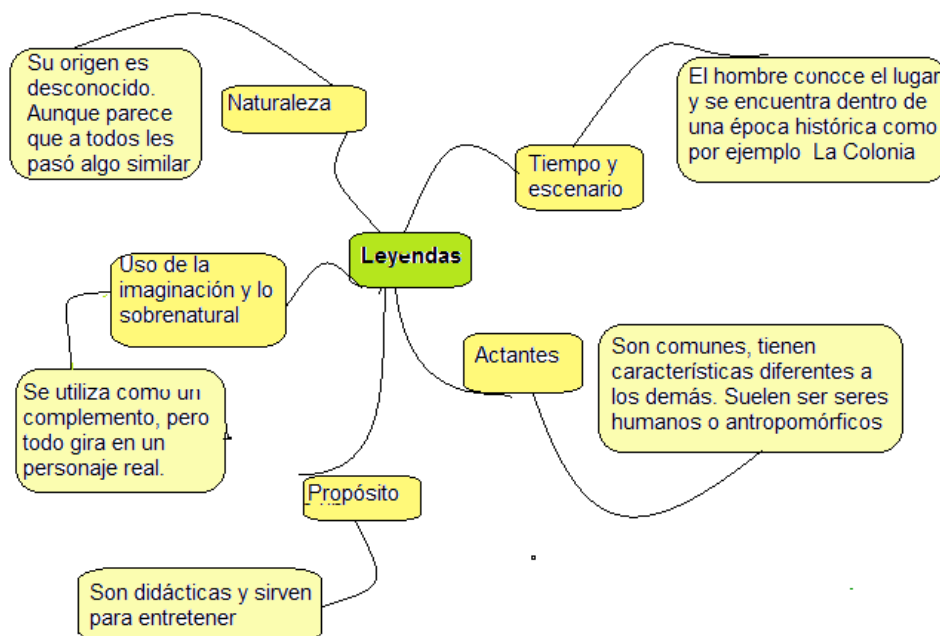 Su origen es
desconocido.
Aunque parece
que a todos les
pasó algo similar
Naturaleza
El hombre conoce el lugar
y se encuentra dentro de
una época histórica como
por ejemplo La Colonia
Tiempo y
escenario
Leyendas
Uso de la
imaginación y lo
sobrenatural
Se utiliza como un
complemento, pero
todo gira en un
personaje real.
Actantes
Son comunes, tienen
características diferentes a
los demás. Suelen ser seres
humanos o antropomórficos
Propósito
Son didácticas y sirven
para entretener